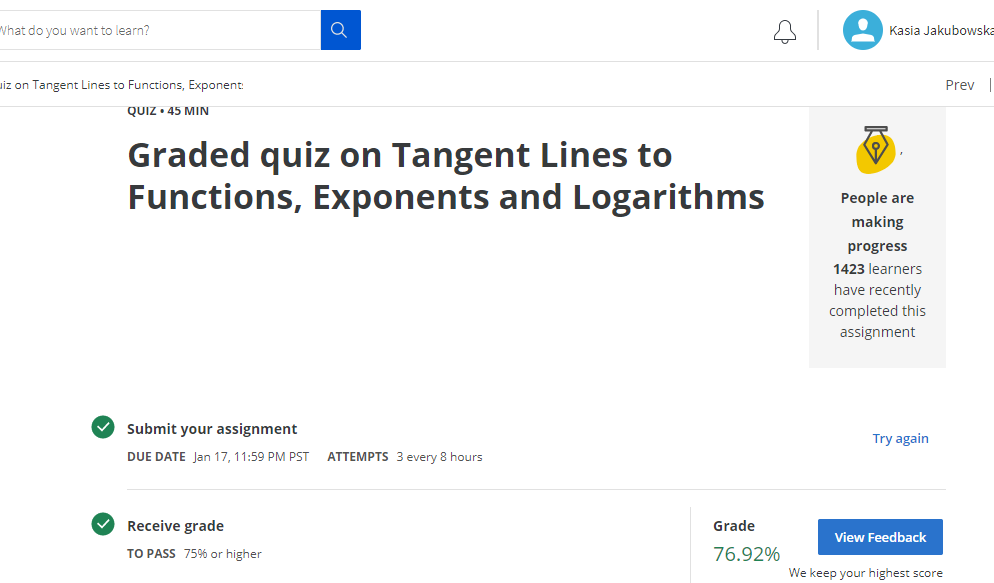 What do you want to learn?
Kasia Jakubowska
uiz on Tangent Lines to Functions, Exponents
Prev |
QUIZ • 45 MIN
Graded quiz on Tangent Lines to
Functions, Exponents and Logarithms
,
People are
making
progress
1423 learners
have recently
completed this
assignment
Submit your assignment
DUE DATE Jan 17, 11:59 PM PST ATTEMPTS 3 every 8 hours
Try again
Receive grade
TO PASS 75% or higher
Grade
76.92%
View Feedback
We keep your highest score